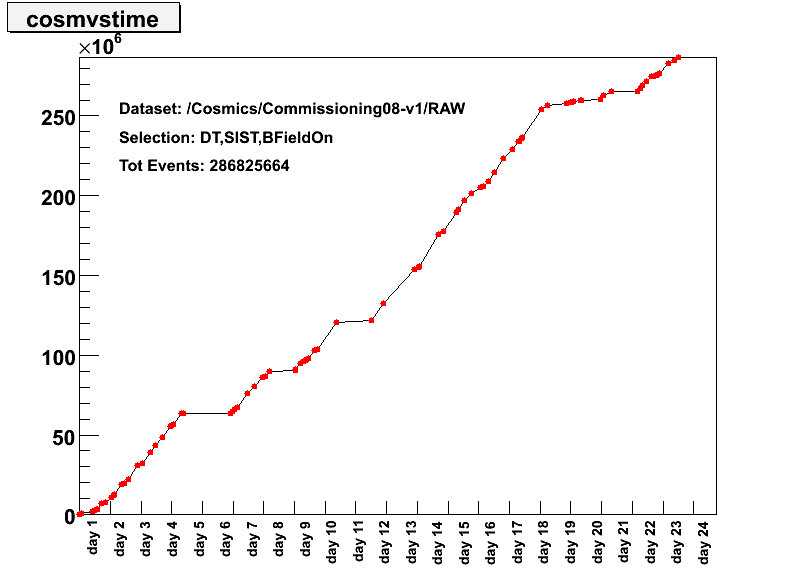 cosmvstime
×10⁶
Dataset: /Cosmics/Commissioning08-v1/RAW
Selection: DT,SIST,BFieldOn
Tot Events: 286825664
250
200
150
100
50
0
day 1 day 2 day 3 day 4 day 5 day 6 day 7 day 8 day 9 day 10 day 11 day 12 day 13 day 14 day 15 day 16 day 17 day 18 day 19 day 20 day 21 day 22 day 23 day 24